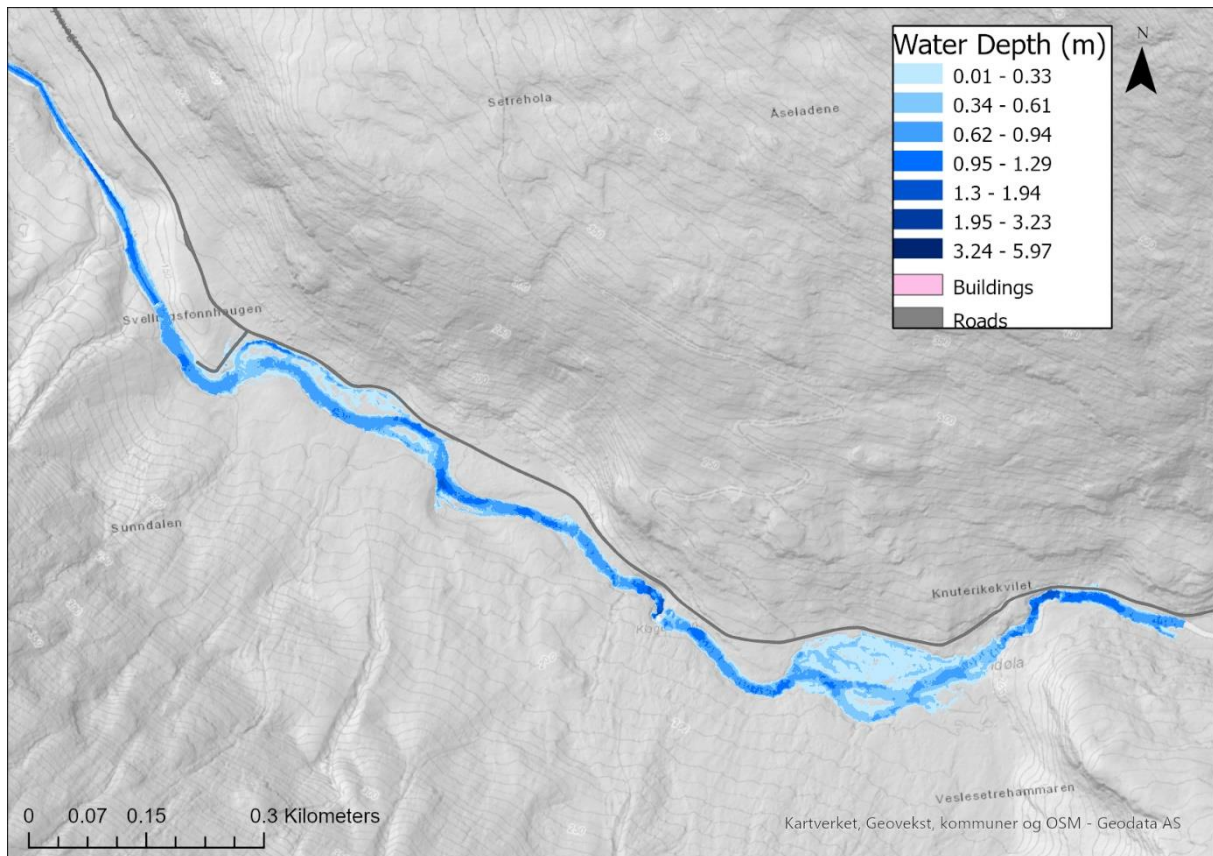 Water Depth (m)
0.01 - 0.33
0.34 - 0.61
0.62 - 0.94
0.95 - 1.29
1.3 - 1.94
1.95 - 3.23
3.24 - 5.97
Buildings
Roads
N
Setrehola
Åseladene
Svellingsfonnhaugen
Sunndalen
Knuterikekvilet
Veslesetrehammaren
0 0.07 0.15 0.3 Kilometers
Kartverket, Geovekst, kommuner og OSM - Geodata AS